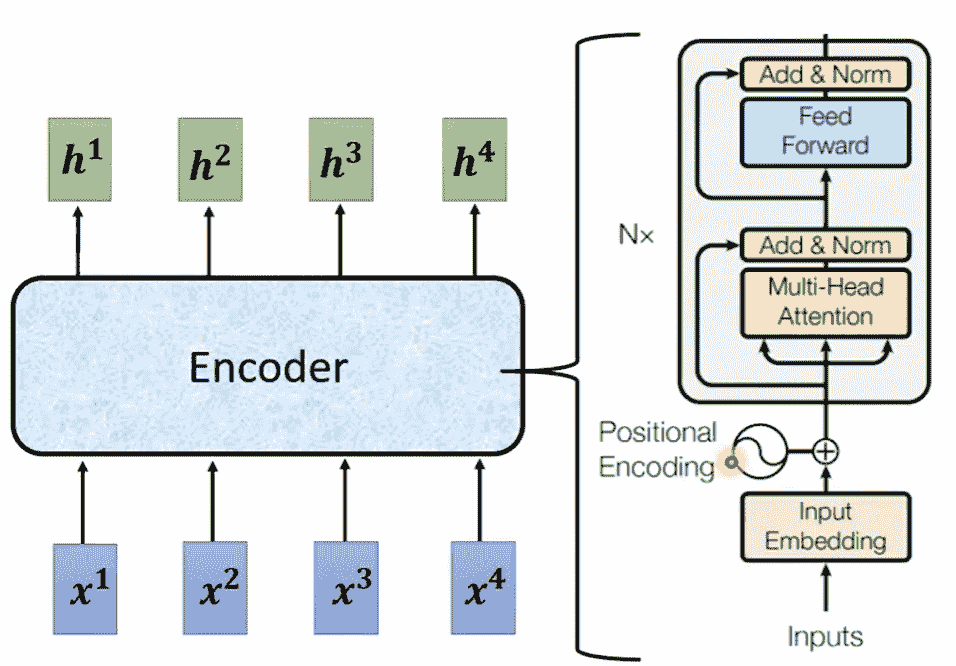 h¹ h² h³ h⁴
Encoder
x¹ x² x³ x⁴
Add & Norm
Feed
Forward
N×
Add & Norm
Multi-Head
Attention
Positional
Encoding
Input
Embedding
Inputs